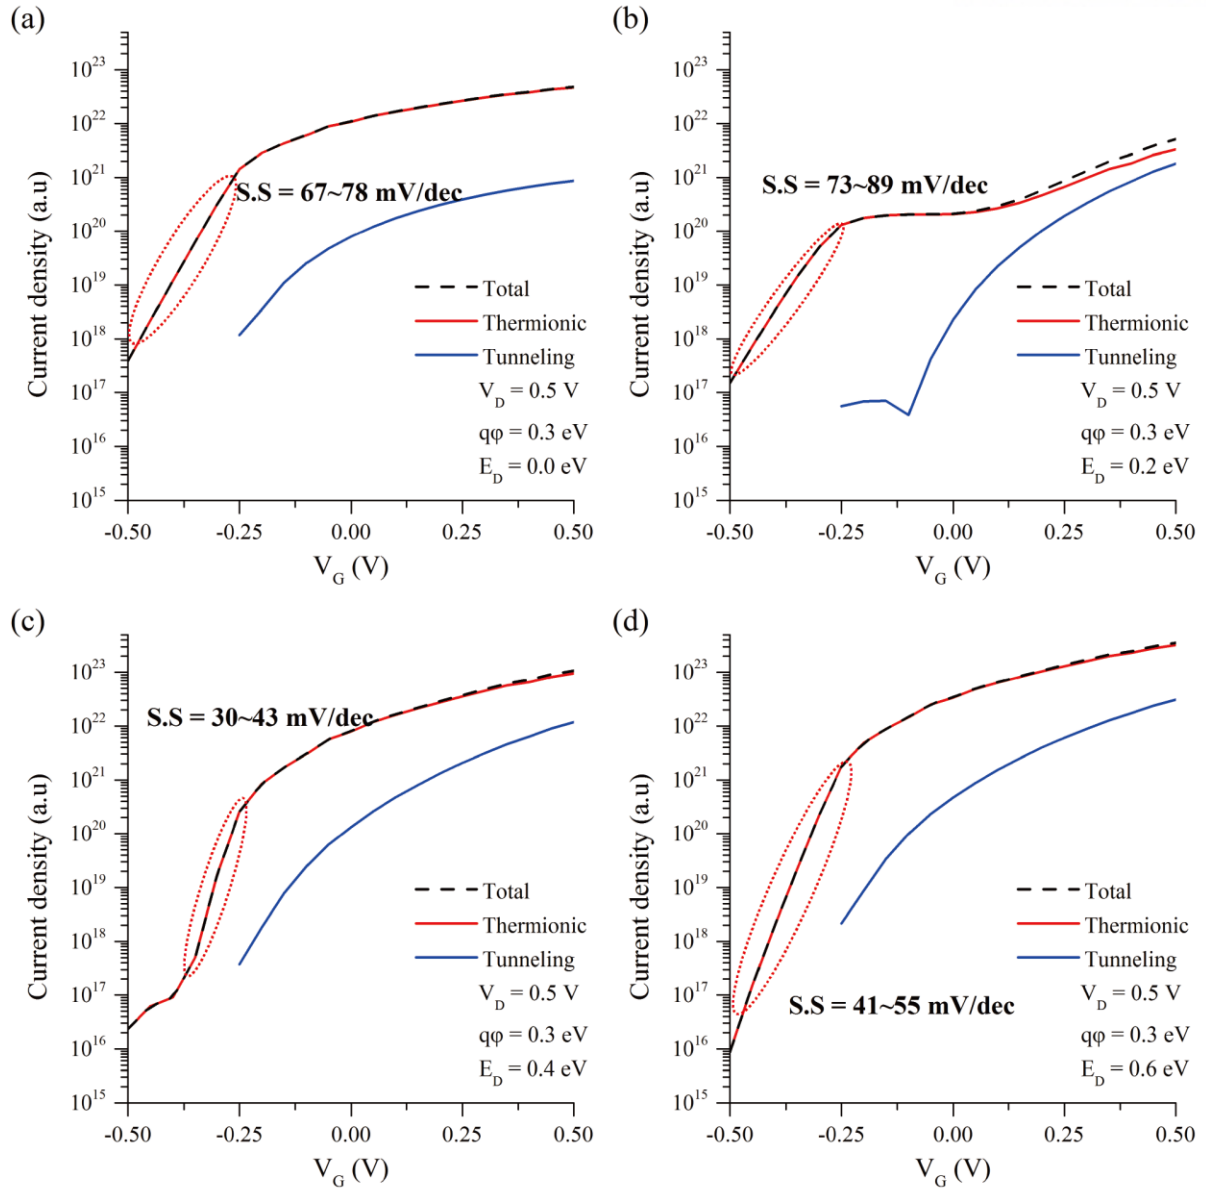 (a)
10²³
10²²
10²¹
10²⁰
10¹⁹
10¹⁸
10¹⁷
10¹⁶
10¹⁵
Current density (a.u)
S.S = 67~78 mV/dec
Total
Thermionic
Tunneling
V_D = 0.5 V
qφ = 0.3 eV
E_D = 0.0 eV
-0.50 -0.25 0.00 0.25 0.50
V_G (V)
(b)
10²³
10²²
10²¹
10²⁰
10¹⁹
10¹⁸
10¹⁷
10¹⁶
10¹⁵
Current density (a.u)
S.S = 73~89 mV/dec
Total
Thermionic
Tunneling
V_D = 0.5 V
qφ = 0.3 eV
E_D = 0.2 eV
-0.50 -0.25 0.00 0.25 0.50
V_G (V)
(c)
10²³
10²²
10²¹
10²⁰
10¹⁹
10¹⁸
10¹⁷
10¹⁶
10¹⁵
Current density (a.u)
S.S = 30~43 mV/dec
Total
Thermionic
Tunneling
V_D = 0.5 V
qφ = 0.3 eV
E_D = 0.4 eV
-0.50 -0.25 0.00 0.25 0.50
V_G (V)
(d)
10²³
10²²
10²¹
10²⁰
10¹⁹
10¹⁸
10¹⁷
10¹⁶
10¹⁵
Current density (a.u)
Total
Thermionic
Tunneling
V_D = 0.5 V
S.S = 41~55 mV/dec
qφ = 0.3 eV
E_D = 0.6 eV
-0.50 -0.25 0.00 0.25 0.50
V_G (V)